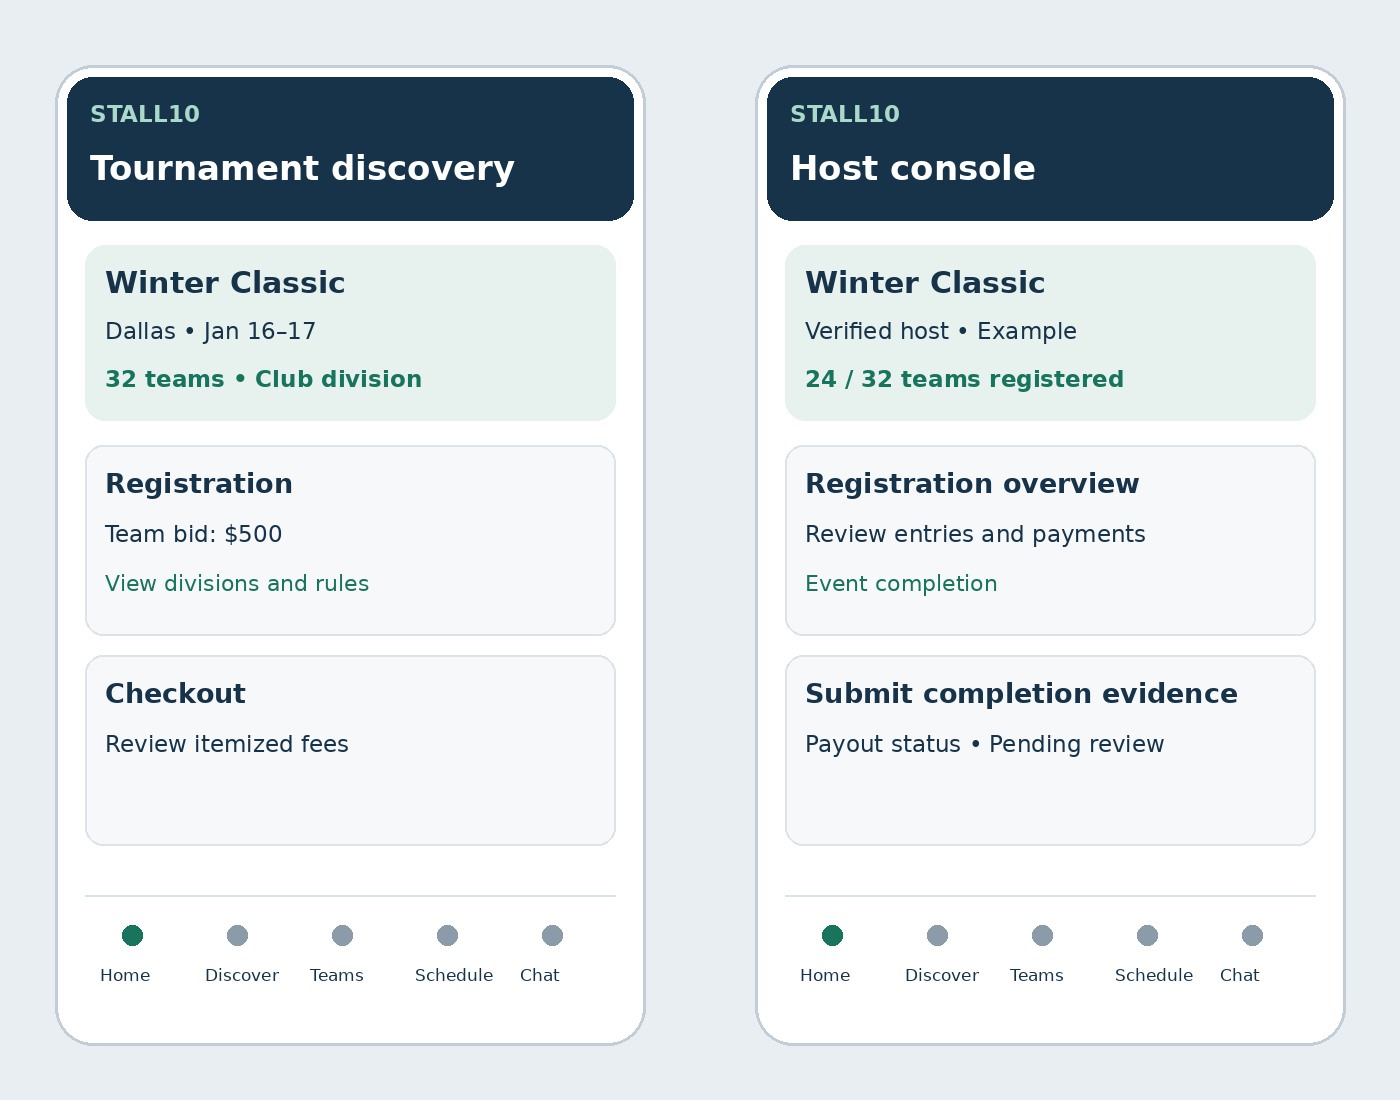 STALL10
Tournament discovery
Winter Classic
Dallas • Jan 16–17
32 teams • Club division
Registration
Team bid: $500
View divisions and rules
Checkout
Review itemized fees
Home
Discover
Teams
Schedule
Chat
STALL10
Host console
Winter Classic
Verified host • Example
24 / 32 teams registered
Registration overview
Review entries and payments
Event completion
Submit completion evidence
Payout status • Pending review
Home
Discover
Teams
Schedule
Chat